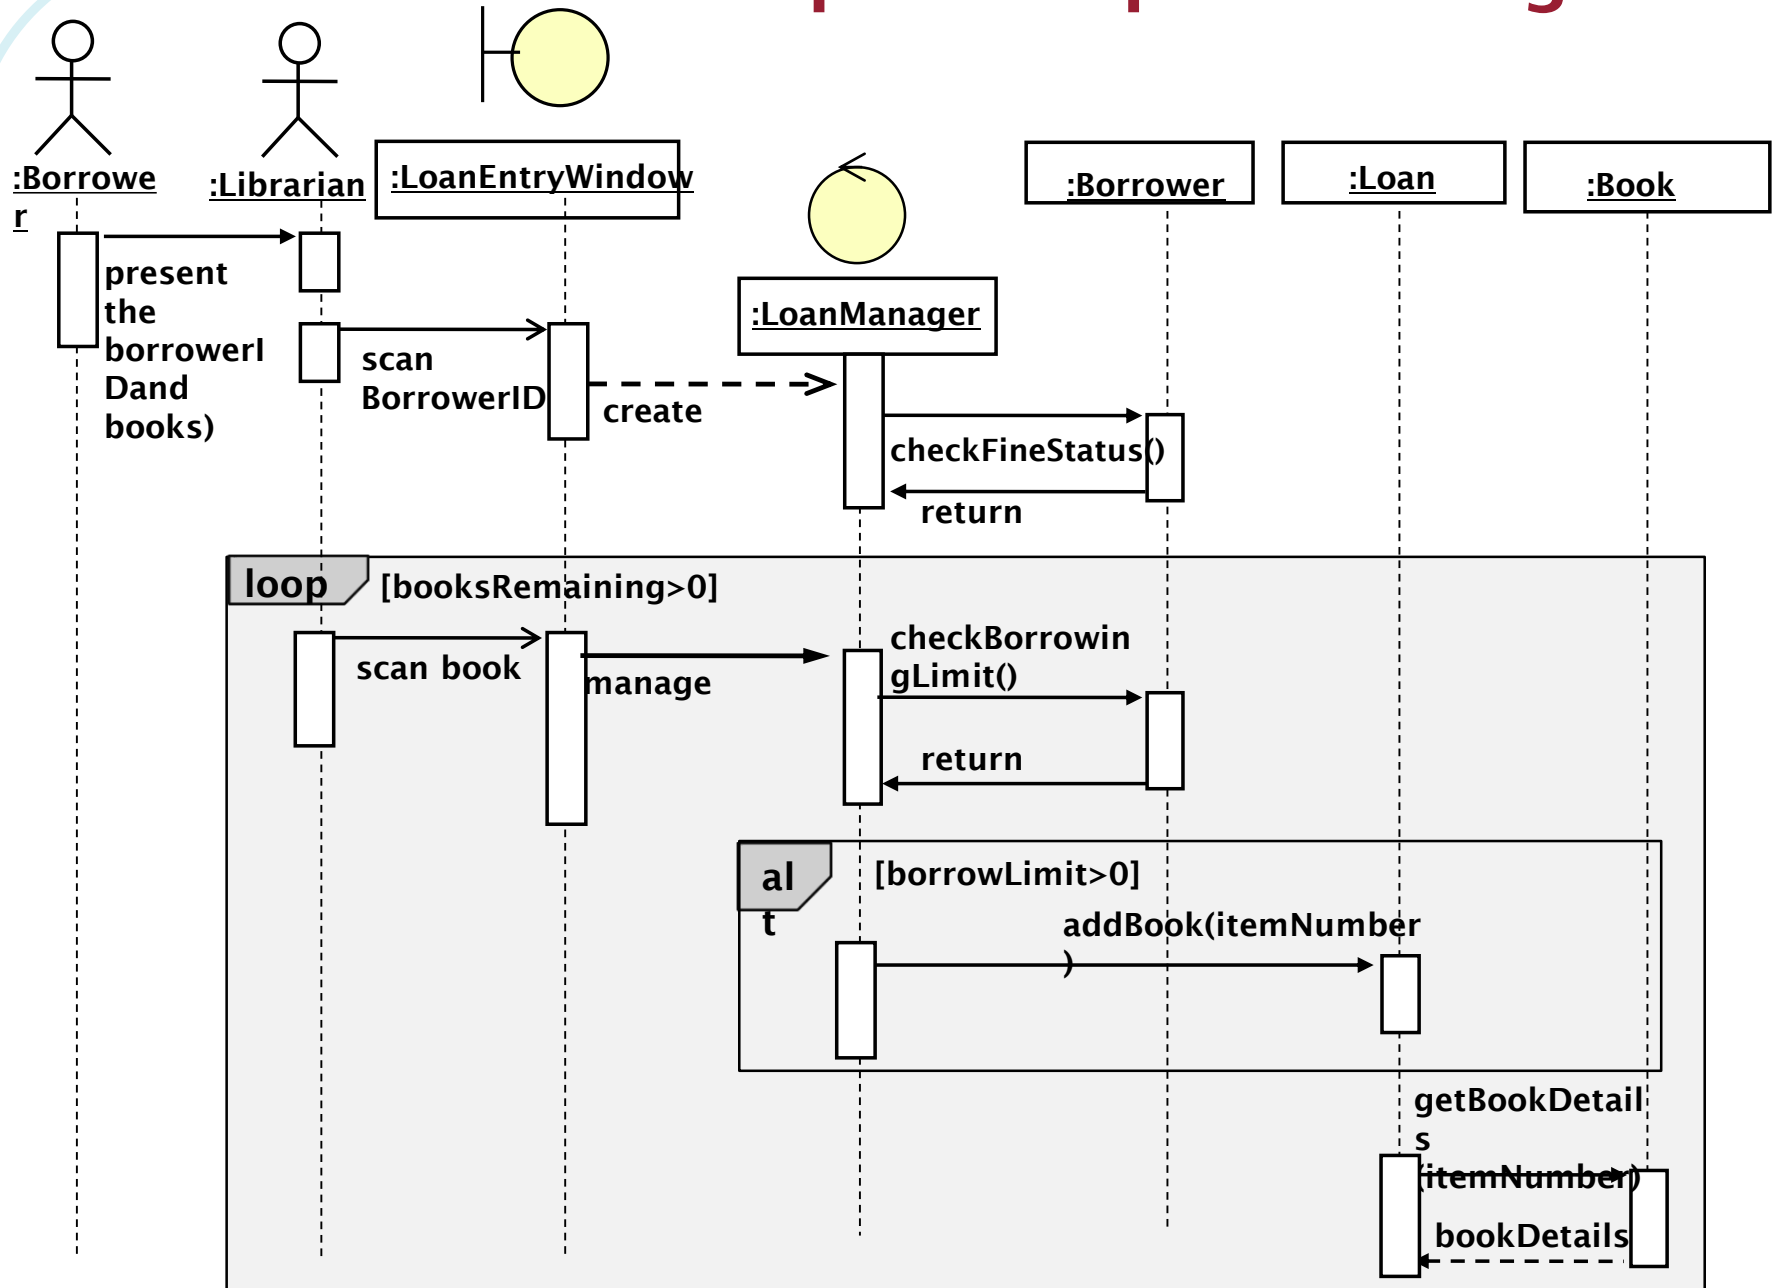 :Borrowe
r
:Librarian
:LoanEntryWindow
:LoanManager
:Borrower
:Loan
:Book
present
the
borrowerI
Dand
books)
scan
BorrowerID
create
checkFineStatus()
return
loop
[booksRemaining>0]
scan book
manage
checkBorrowin
gLimit()
return
al
t
[borrowLimit>0]
addBook(itemNumber
)
getBookDetail
s
(itemNumber)
bookDetails